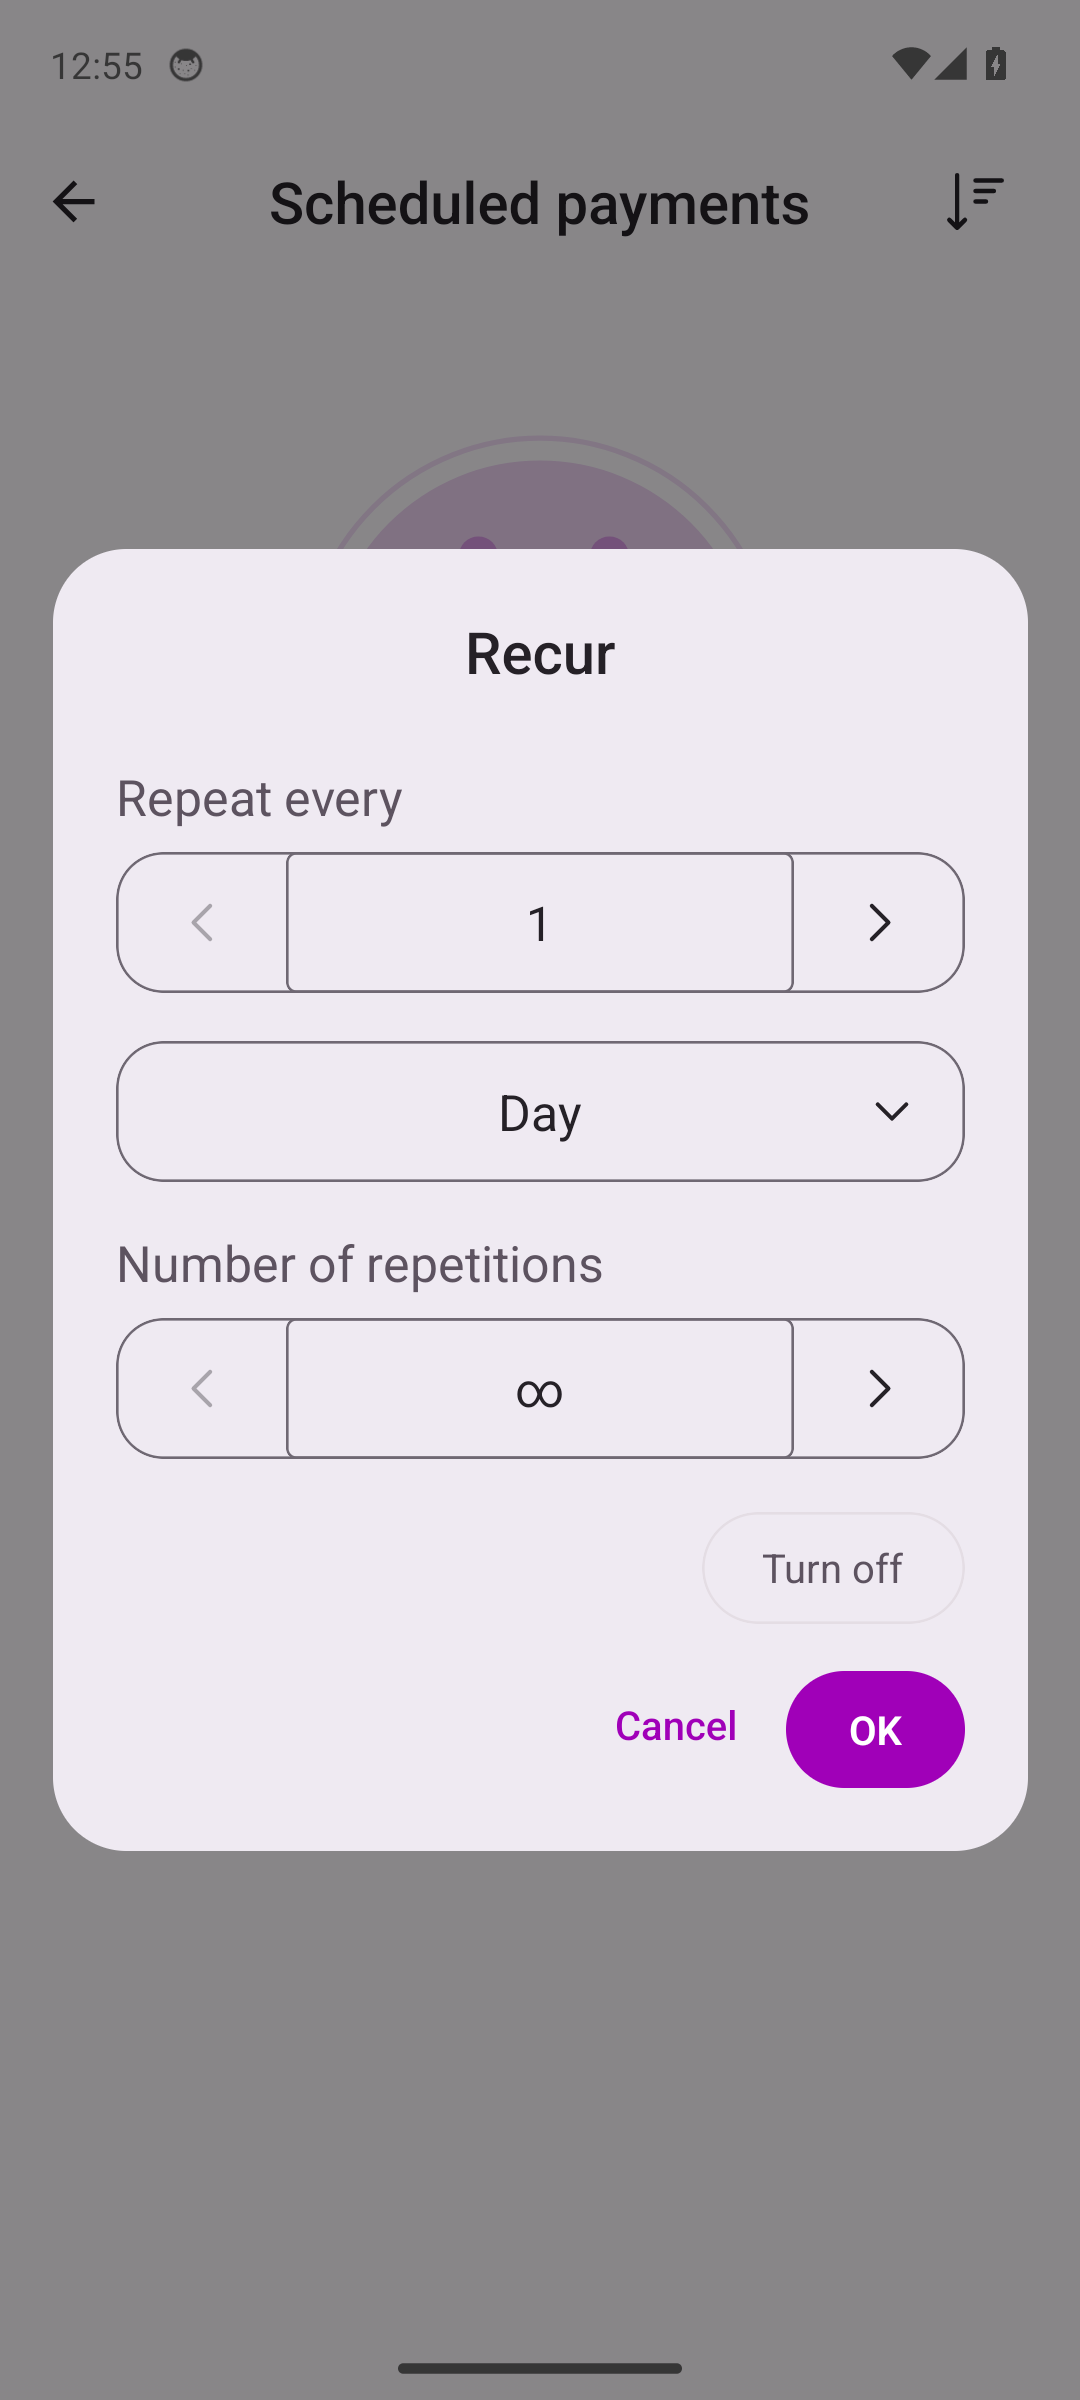 12:55
Scheduled payments
Recur
Repeat every
1
Day
Number of repetitions
∞
Turn off
Cancel
OK